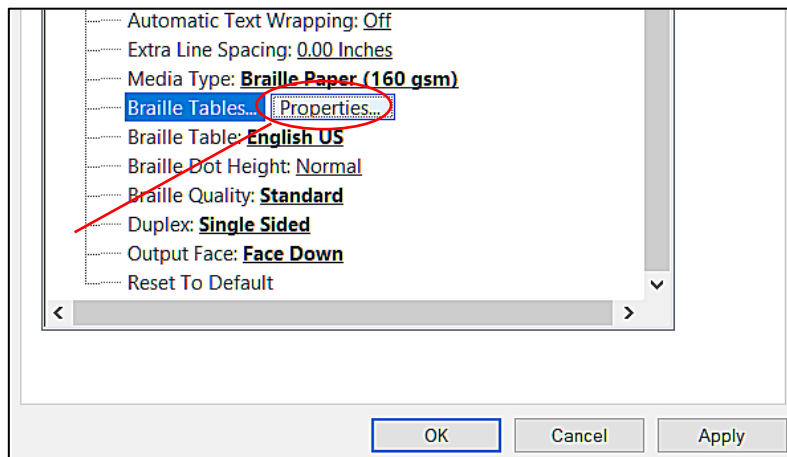 Automatic Text Wrapping: Off
Extra Line Spacing: 0.00 Inches
Media Type: Braille Paper (160 gsm)
Braille Tables... Properties...
Braille Table: English US
Braille Dot Height: Normal
Braille Quality: Standard
Duplex: Single Sided
Output Face: Face Down
Reset To Default
OK Cancel Apply